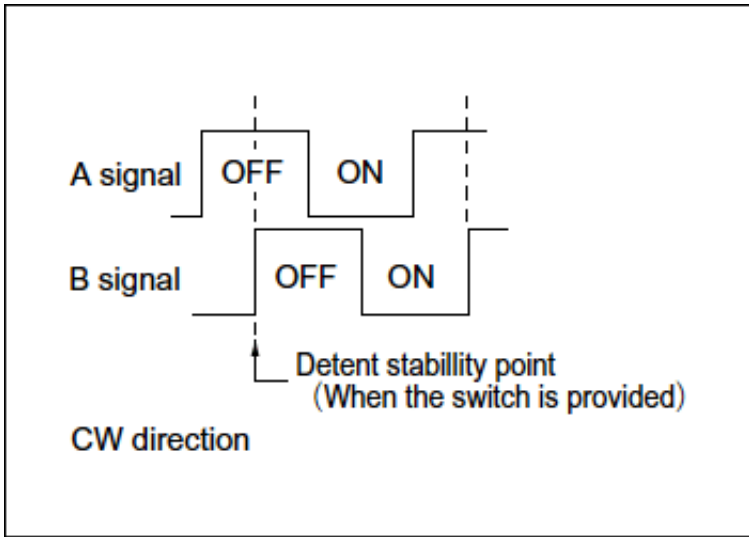 A signal OFF ON
B signal OFF ON
Detent stabillity point
(When the switch is provided)
CW direction